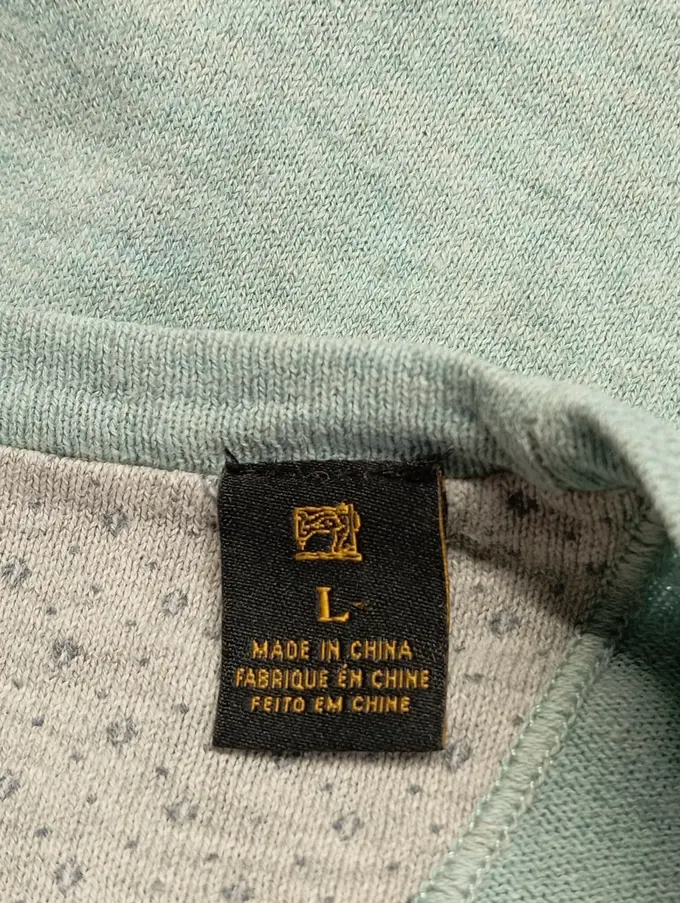 L
MADE IN CHINA
FABRIQUE ÉN CHINE
FEITO EM CHINE